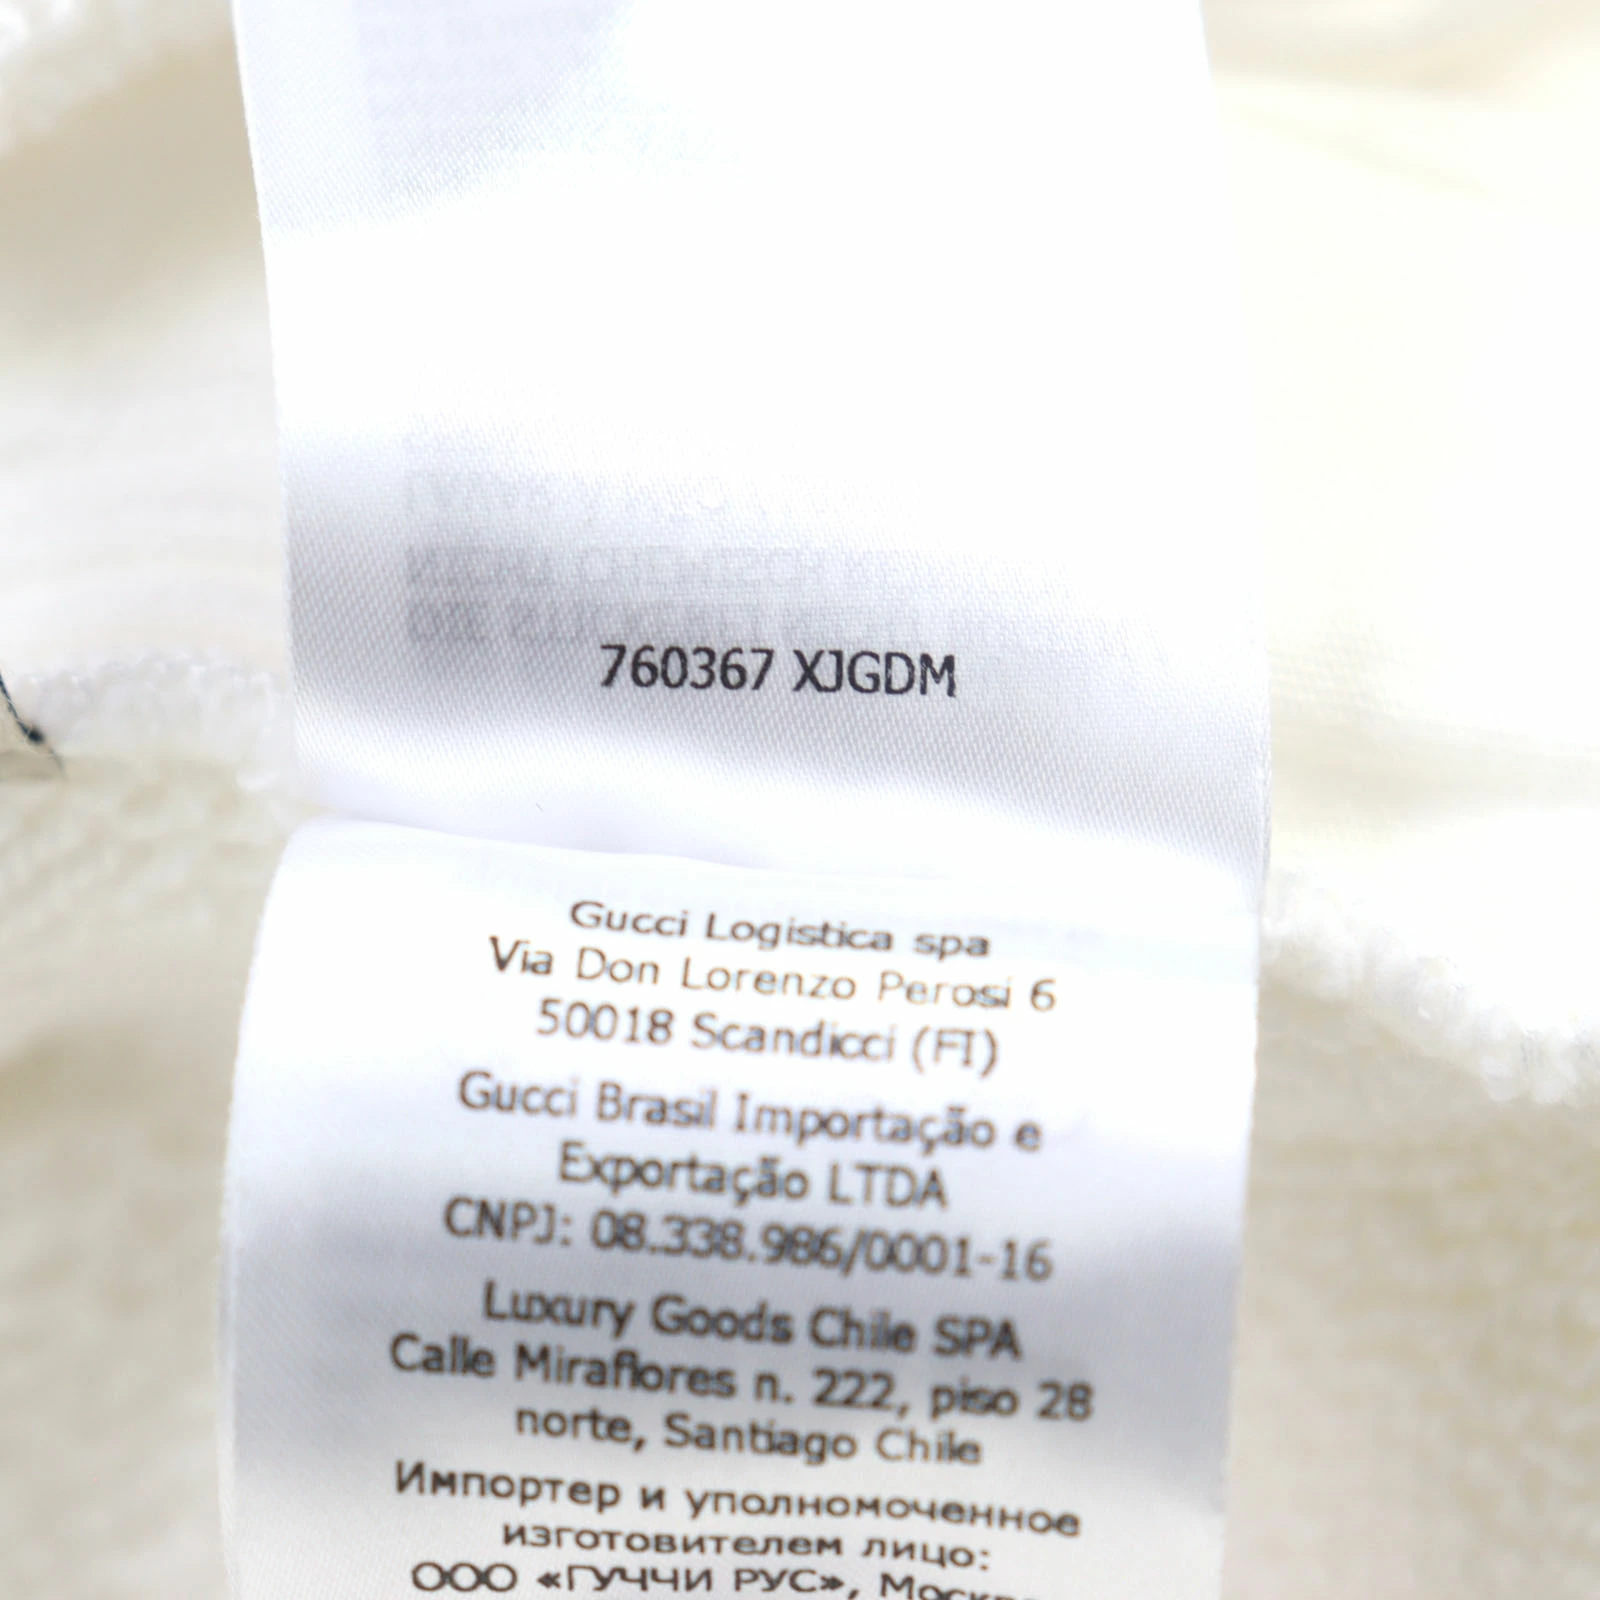 760367 XJGDM
Gucci Logistica spa
Via Don Lorenzo Perosi 6
50018 Scandicci (FI)
Gucci Brasil Importação e
Exportação LTDA
CNPJ: 08.338.986/0001-16
Luxury Goods Chile SPA
Calle Miraflores n. 222, piso 28
norte, Santiago Chile
Импортер и уполномоченное
изготовителем лицо:
ООО «ГУЧЧИ РУС»,